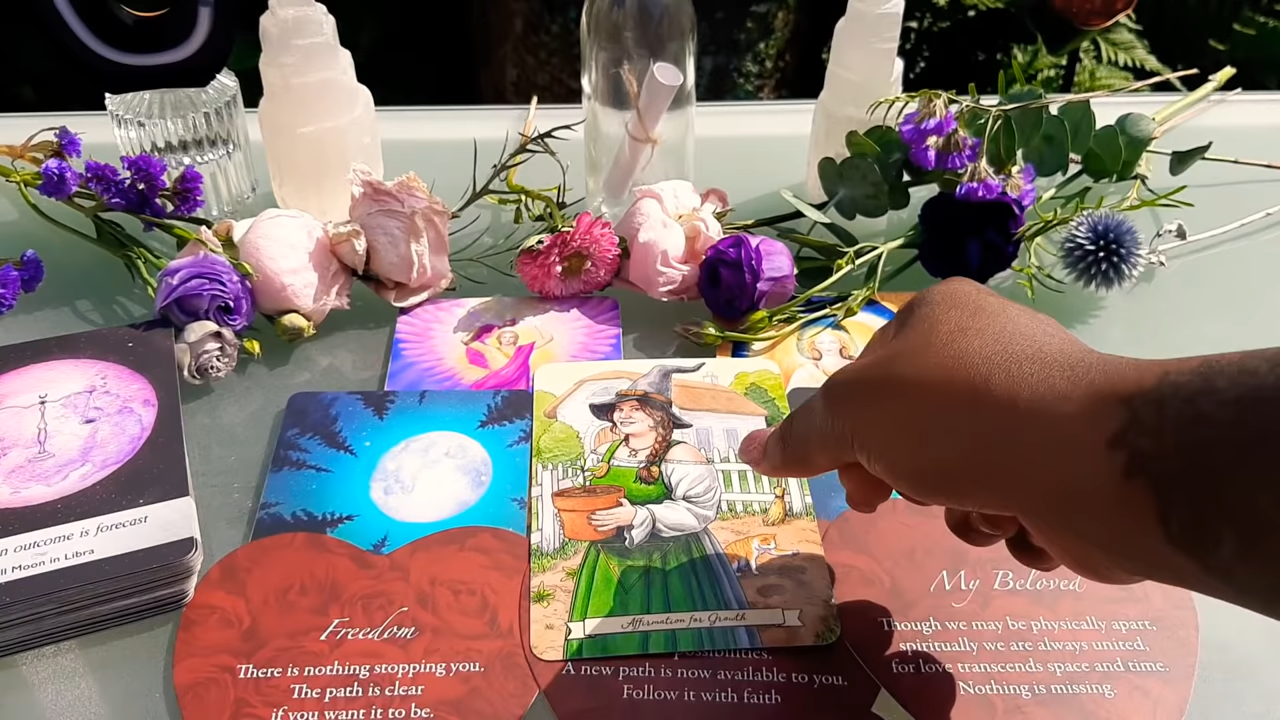 n outcome is forecast
ll Moon in Libra
Affirmation for Growth
Freedom
There is nothing stopping you.
The path is clear
if you want it to be.
possibilities.
A new path is now available to you.
Follow it with faith
My Beloved
Though we may be physically apart,
spiritually we are always united,
for love transcends space and time.
Nothing is missing.